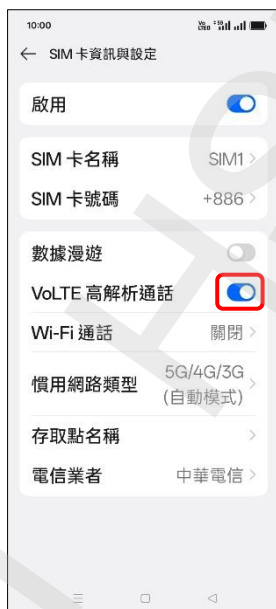 10:00
← SIM 卡資訊與設定
啟用
SIM 卡名稱 SIM1 >
SIM 卡號碼 +886 >
數據漫遊
VoLTE 高解析通話
Wi-Fi 通話 關閉 >
慣用網路類型 5G/4G/3G >
(自動模式)
存取點名稱 >
電信業者 中華電信 >